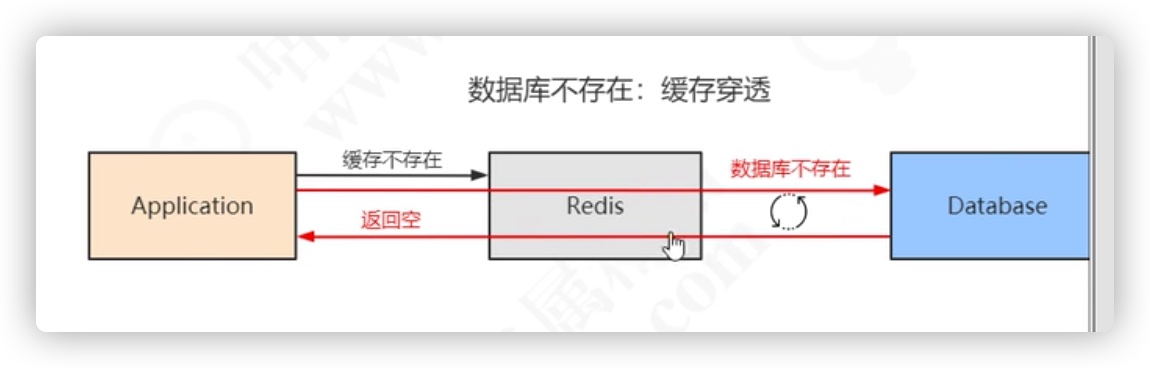 数据库不存在：缓存穿透
缓存不存在
数据库不存在
Application
Redis
Database
返回空